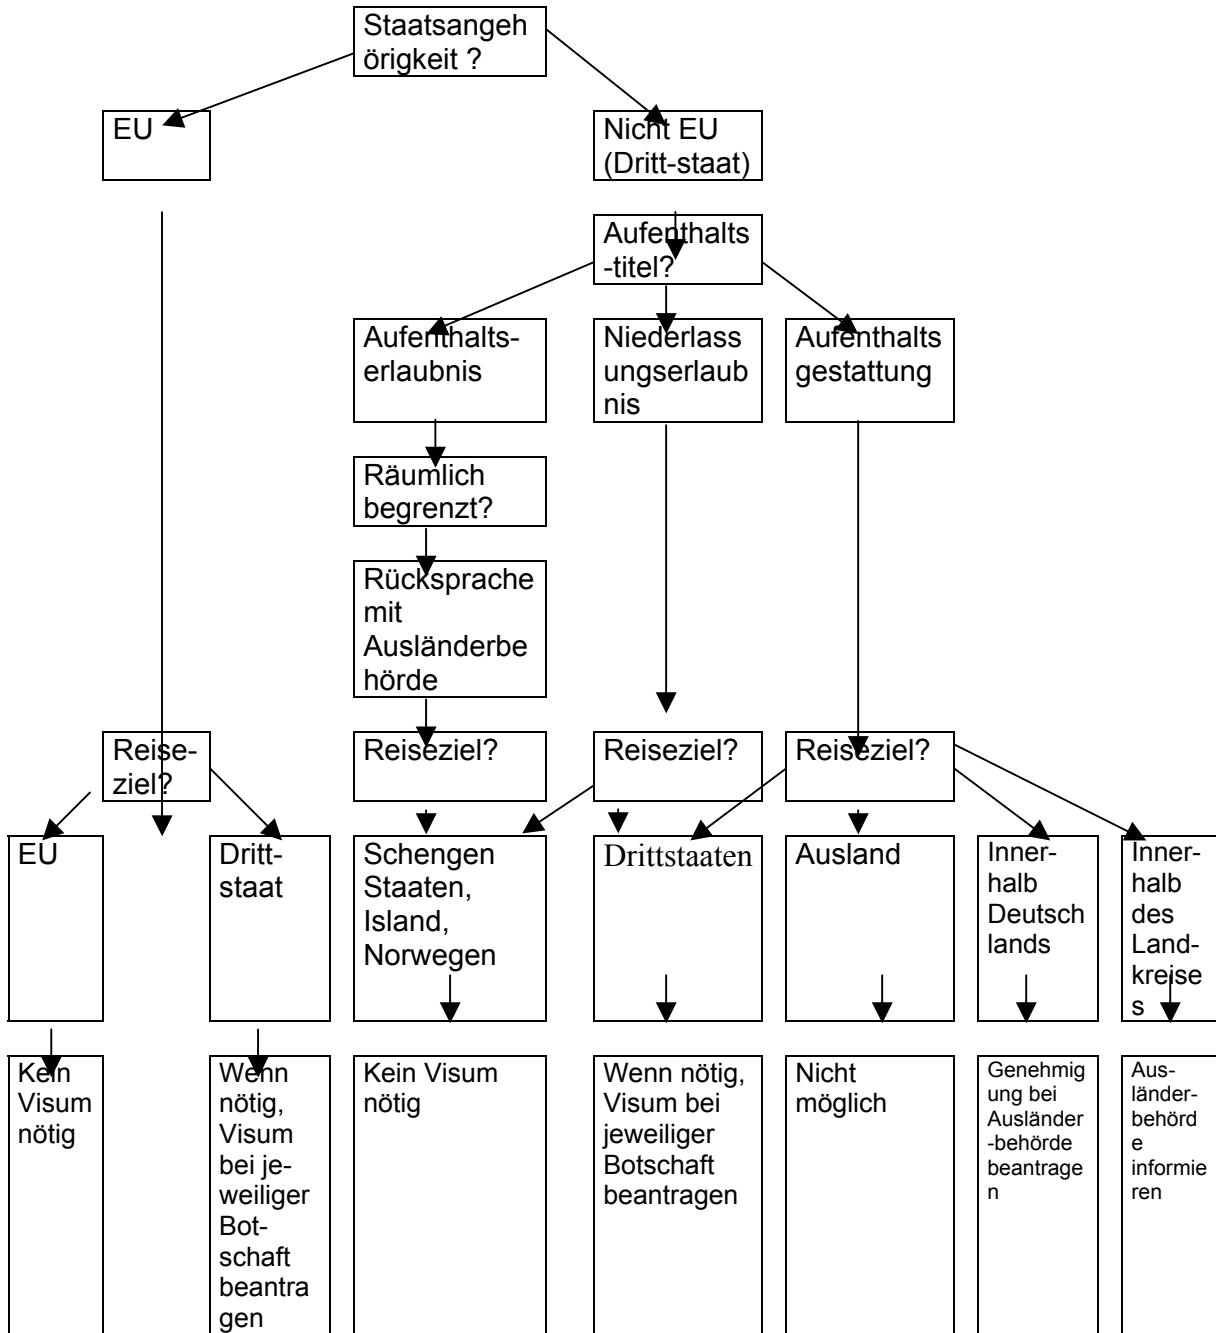 Staatsangeh
örigkeit ?
EU
Nicht EU
(Dritt-staat)
Aufenthalts
-titel?
Aufenthalts-
erlaubnis
Niederlass
ungserlaub
nis
Aufenthalts
gestattung
Räumlich
begrenzt?
Rücksprache
mit
Ausländerbe
hörde
Reise-
ziel?
Reiseziel?
Reiseziel?
Reiseziel?
EU
Dritt-
staat
Schengen
Staaten,
Island,
Norwegen
Drittstaaten
Ausland
Inner-
halb
Deutsch
lands
Inner-
halb
des
Land-
kreise
s
Kein
Visum
nötig
Wenn
nötig,
Visum
bei je-
weiliger
Bot-
schaft
beantra
gen
Kein Visum
nötig
Wenn nötig,
Visum bei
jeweiliger
Botschaft
beantragen
Nicht
möglich
Genehmig
ung bei
Ausländer
-behörde
beantrage
n
Aus-
länder-
behörd
e
informie
ren